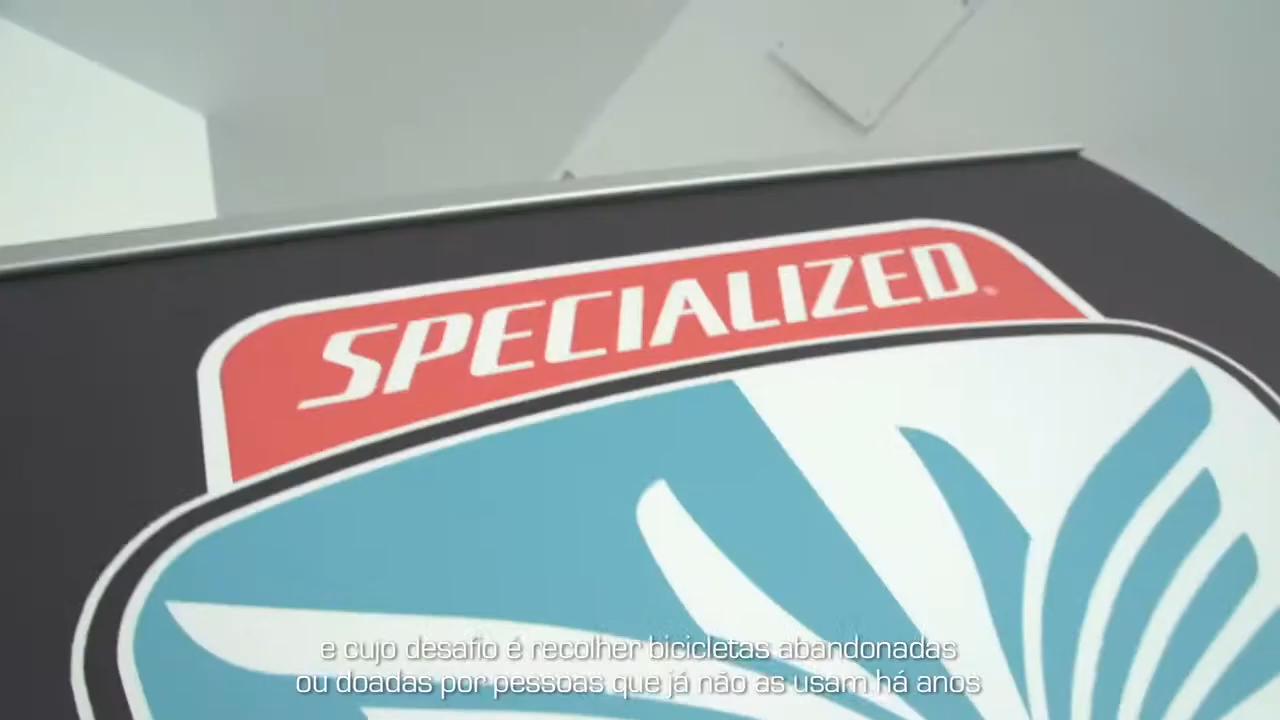 SPECIALIZED
e cujo desafio é recolher bicicletas abandonadas
ou doadas por pessoas que já não as usam há anos